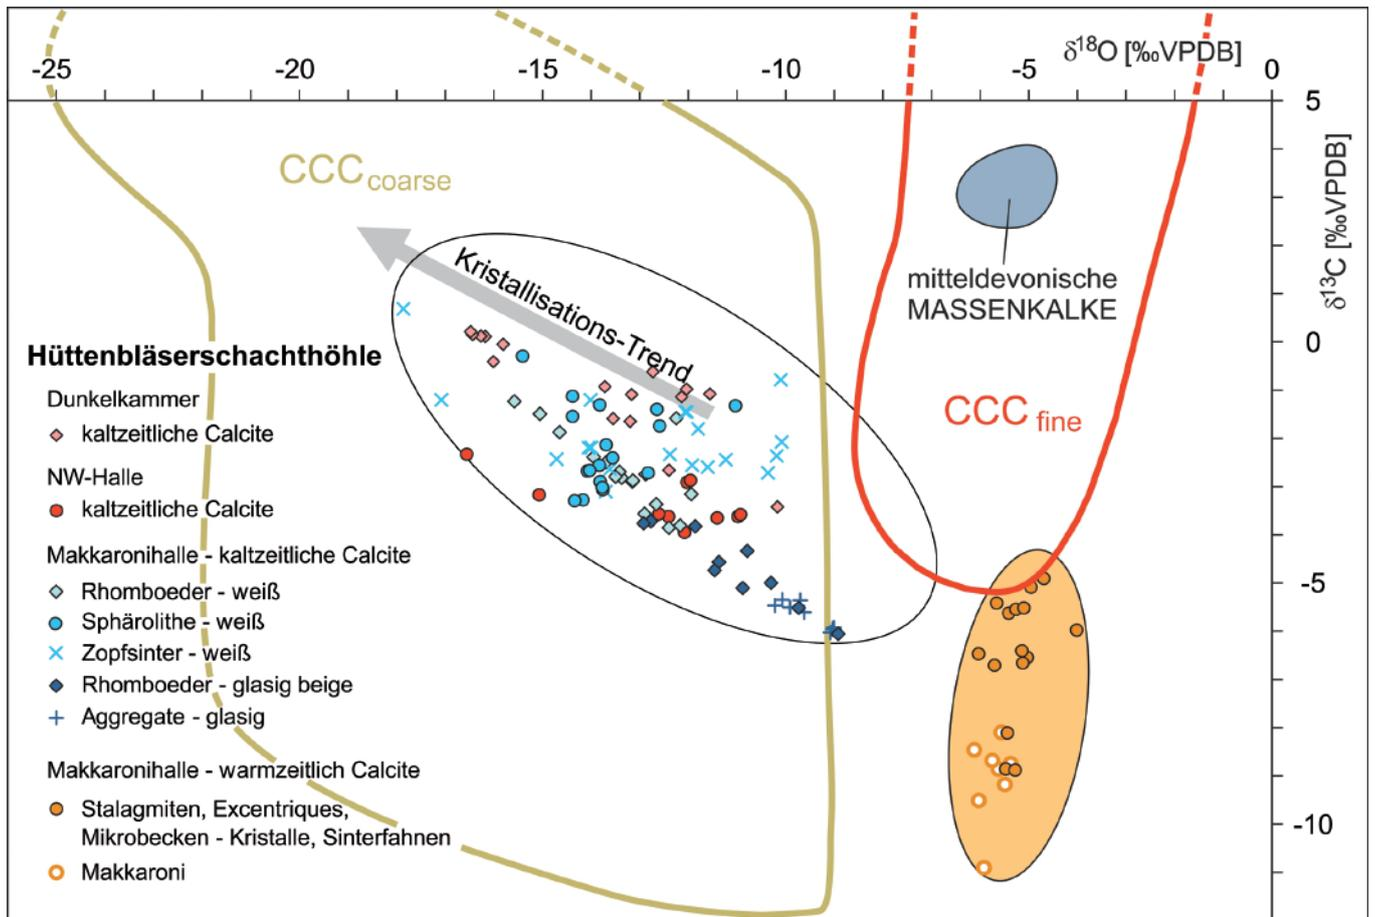 δ18O [‰VPDB]
-25 -20 -15 -10 -5 0
5
CCC coarse
δ13C [‰VPDB]
Kristallisations-Trend
mitteldevonische
MASSENKALKE
0
Hüttenbläserschachthöhle
Dunkelkammer
CCC fine
kaltzeitliche Calcite
NW-Halle
kaltzeitliche Calcite
Makkaronihalle - kaltzeitliche Calcite
-5
Rhomboeder - weiß
Sphärolithe - weiß
Zopfsinter - weiß
Rhomboeder - glasig beige
Aggregate - glasig
Makkaronihalle - warmzeitlich Calcite
Stalagmiten, Excentriques,
Mikrobecken - Kristalle, Sinterfahnen
-10
Makkaroni